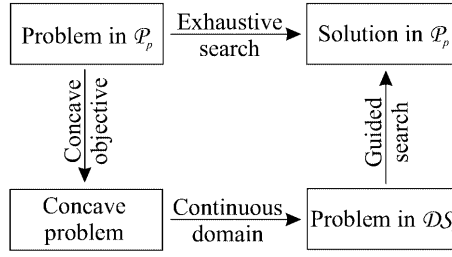 Problem in 𝒫ₚ
Exhaustive
search
Solution in 𝒫ₚ
Concave
objective
Guided
search
Concave
problem
Continuous
domain
Problem in 𝒟𝒮